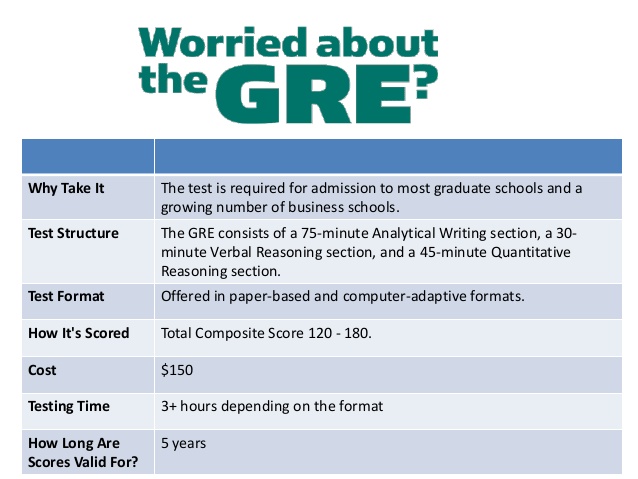 Worried about
the GRE?
Why Take It
The test is required for admission to most graduate schools and a
growing number of business schools.
Test Structure
The GRE consists of a 75-minute Analytical Writing section, a 30-
minute Verbal Reasoning section, and a 45-minute Quantitative
Reasoning section.
Test Format
Offered in paper-based and computer-adaptive formats.
How It's Scored
Total Composite Score 120 - 180.
Cost
$150
Testing Time
3+ hours depending on the format
How Long Are
Scores Valid For?
5 years